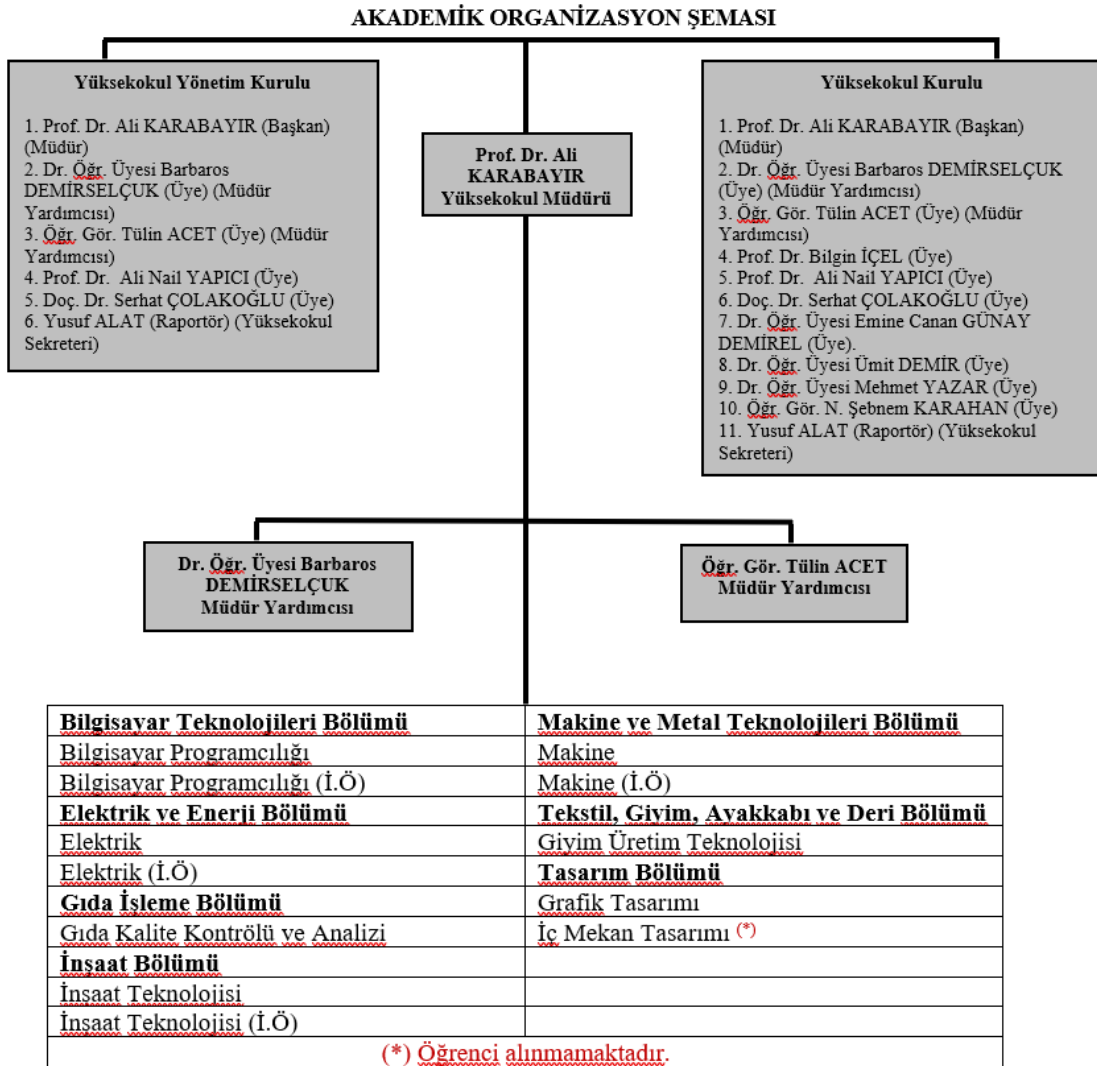 AKADEMİK ORGANİZASYON ŞEMASI
Yüksekokul Yönetim Kurulu
1. Prof. Dr. Ali KARABAYIR (Başkan)
(Müdür)
2. Dr. Öğr. Üyesi Barbaros
DEMİRSELÇUK (Üye) (Müdür
Yardımcısı)
3. Öğr. Gör. Tülin ACET (Üye) (Müdür
Yardımcısı)
4. Prof. Dr. Ali Nail YAPICI (Üye)
5. Doç. Dr. Serhat ÇOLAKOĞLU (Üye)
6. Yusuf ALAT (Raportör) (Yüksekokul
Sekreteri)
Prof. Dr. Ali
KARABAYIR
Yüksekokul Müdürü
Yüksekokul Kurulu
1. Prof. Dr. Ali KARABAYIR (Başkan)
(Müdür)
2. Dr. Öğr. Üyesi Barbaros DEMİRSELÇUK
(Üye) (Müdür Yardımcısı)
3. Öğr. Gör. Tülin ACET (Üye) (Müdür
Yardımcısı)
4. Prof. Dr. Bilgin İÇEL (Üye)
5. Prof. Dr. Ali Nail YAPICI (Üye)
6. Doç. Dr. Serhat ÇOLAKOĞLU (Üye)
7. Dr. Öğr. Üyesi Emine Canan GÜNAY
DEMİREL (Üye).
8. Dr. Öğr. Üyesi Ümit DEMİR (Üye)
9. Dr. Öğr. Üyesi Mehmet YAZAR (Üye)
10. Öğr. Gör. N. Şebnem KARAHAN (Üye)
11. Yusuf ALAT (Raportör) (Yüksekokul
Sekreteri)
Dr. Öğr. Üyesi Barbaros
DEMİRSELÇUK
Müdür Yardımcısı
Öğr. Gör. Tülin ACET
Müdür Yardımcısı
Bilgisayar Teknolojileri Bölümü Makine ve Metal Teknolojileri Bölümü
Bilgisayar Programcılığı Makine
Bilgisayar Programcılığı (İ.Ö) Makine (İ.Ö)
Elektrik ve Enerji Bölümü Tekstil, Giyim, Ayakkabı ve Deri Bölümü
Elektrik Giyim Üretim Teknolojisi
Elektrik (İ.Ö) Tasarım Bölümü
Gıda İşleme Bölümü Grafik Tasarımı
Gıda Kalite Kontrolü ve Analizi İç Mekan Tasarımı (*)
İnşaat Bölümü
İnşaat Teknolojisi
İnşaat Teknolojisi (İ.Ö)
(*) Öğrenci alınmamaktadır.